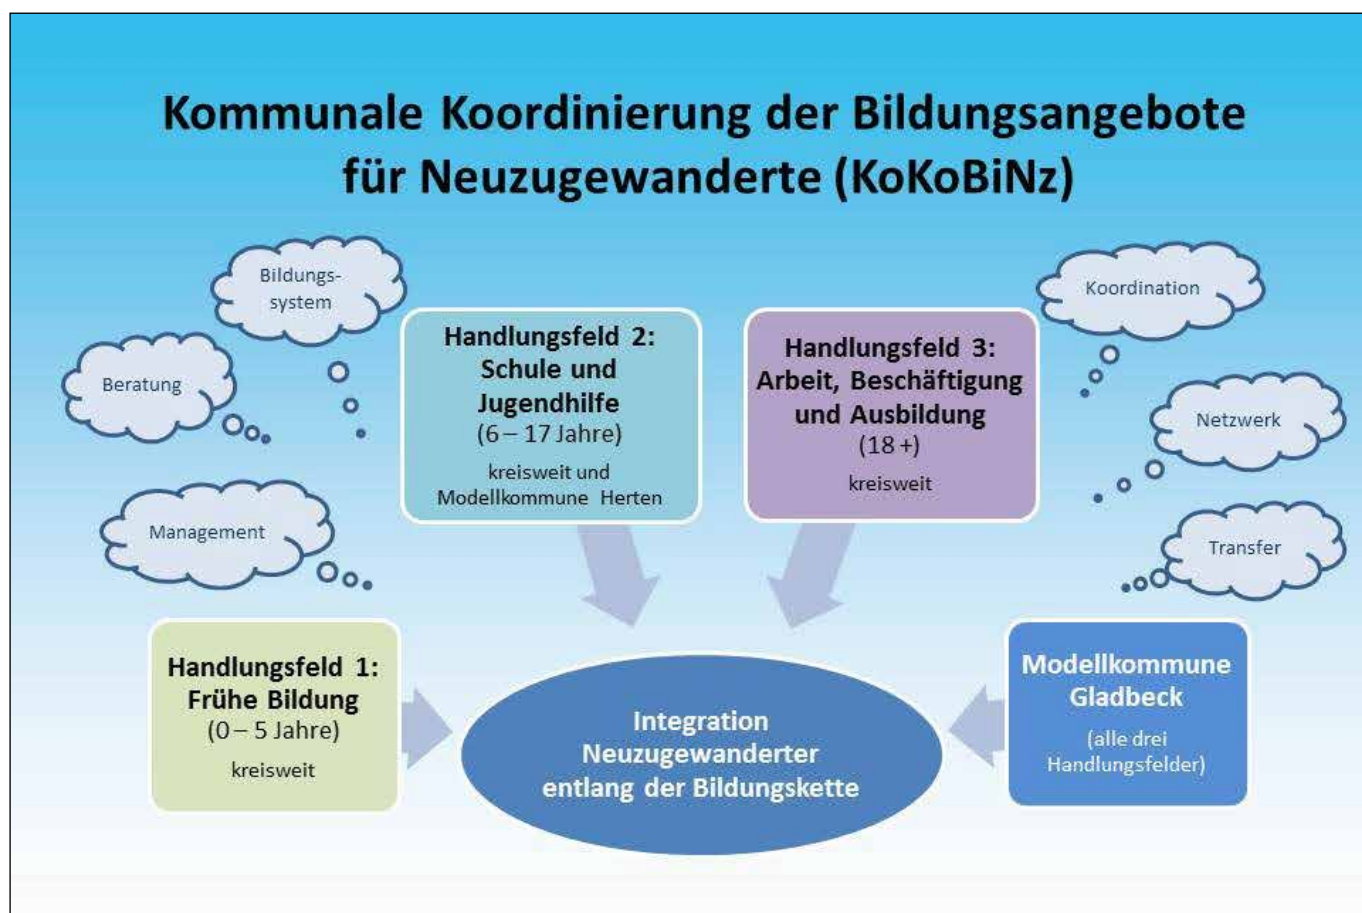 Kommunale Koordinierung der Bildungsangebote
für Neuzugewanderte (KoKoBiNz)
Bildungs-
system
Beratung
Management
Handlungsfeld 2:
Schule und
Jugendhilfe
(6 – 17 Jahre)
kreisweit und
Modellkommune Herten
Handlungsfeld 3:
Arbeit, Beschäftigung
und Ausbildung
(18 +)
kreisweit
Koordination
Netzwerk
Transfer
Handlungsfeld 1:
Frühe Bildung
(0 – 5 Jahre)
kreisweit
Integration
Neuzugewanderter
entlang der Bildungskette
Modellkommune
Gladbeck
(alle drei
Handlungsfelder)